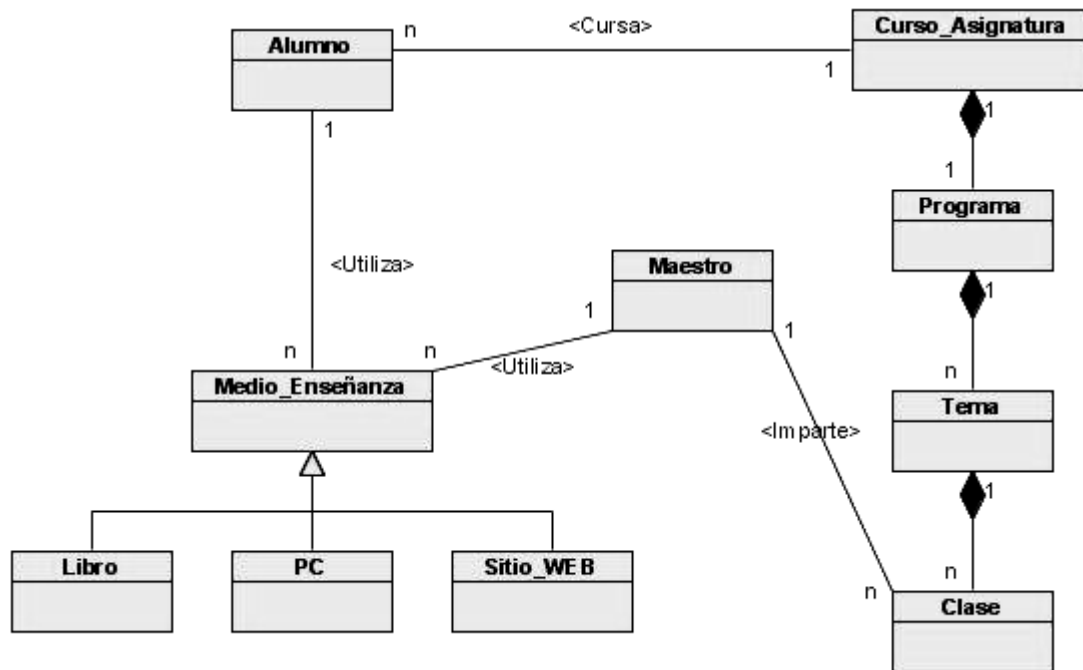 n
<Cursa>
Curso_Asignatura
Alumno
1
1
1
1
Programa
<Utiliza>
Maestro
1
1
1
n
n
<Utiliza>
n
Medio_Enseñanza
Tema
<Imparte>
1
Libro
PC
Sitio_WEB
n
n
Clase